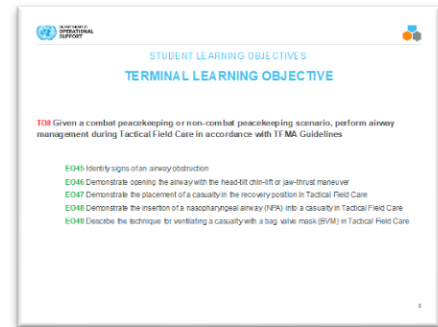 DEPARTMENT OF
OPERATIONAL
SUPPORT
STUDENT LEARNING OBJECTIVES
TERMINAL LEARNING OBJECTIVE
TO8 Given a combat peacekeeping or non-combat peacekeeping scenario, perform airway
management during Tactical Field Care in accordance with TFMA Guidelines
EO45 Identify signs of an airway obstruction
EO46 Demonstrate opening the airway with the head-tilt chin-lift or jaw-thrust maneuver
EO47 Demonstrate the placement of a casualty in the recovery position in Tactical Field Care
EO48 Demonstrate the insertion of a nasopharyngeal airway (NPA) into a casualty in Tactical Field Care
EO49 Describe the technique for ventilating a casualty with a bag valve mask (BVM) in Tactical Field Care